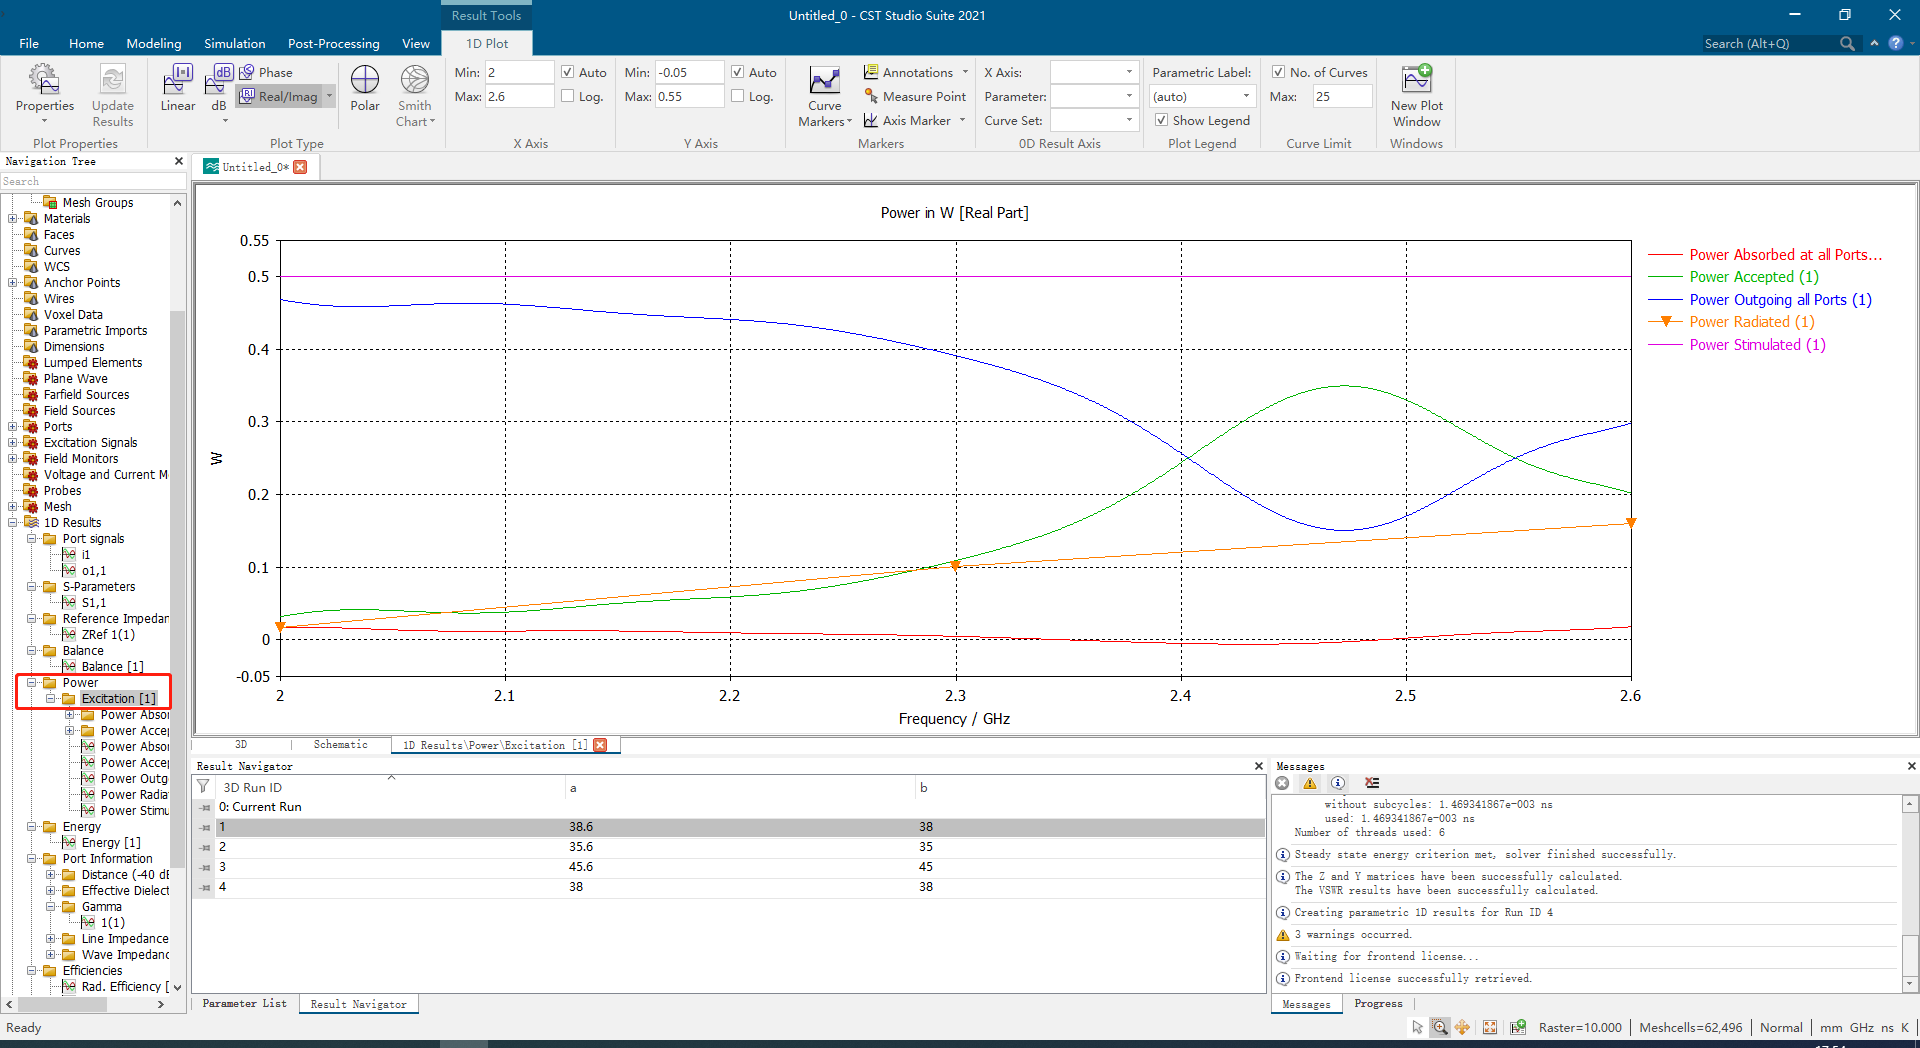 Result Tools
Untitled_0 - CST Studio Suite 2021
File Home Modeling Simulation Post-Processing View 1D Plot
Search (Alt+Q)
Properties
Update Results
Plot Properties
Linear
dB
Phase
Real/Imag
Polar
Smith Chart
Plot Type
Min: 2 Auto
Max: 2.6 Log.
X Axis
Min: -0.05 Auto
Max: 0.55 Log.
Y Axis
Curve Markers
Annotations
Measure Point
Axis Marker
Markers
X Axis:
Parameter:
Curve Set:
0D Result Axis
Parametric Label:
(auto)
Show Legend
Plot Legend
No. of Curves
Max: 25
Curve Limit
New Plot Window
Windows
Navigation Tree
Search
Mesh Groups
Materials
Faces
Curves
WCS
Anchor Points
Wires
Voxel Data
Parametric Imports
Dimensions
Lumped Elements
Plane Wave
Farfield Sources
Field Sources
Ports
Excitation Signals
Field Monitors
Voltage and Current M
Probes
Mesh
1D Results
Port signals
i1
o1,1
S-Parameters
S1,1
Reference Impedan
ZRef 1(1)
Balance
Balance [1]
Power
Excitation [1]
Power Absor
Power Accep
Power Absor
Power Accep
Power Outg
Power Radia
Power Stimu
Energy
Energy [1]
Port Information
Distance (-40 dB
Effective Dielect
Gamma
1(1)
Line Impedance
Wave Impedanc
Efficiencies
Rad. Efficiency [
Untitled_0*
Power in W [Real Part]
0.55
0.5
0.4
0.3
0.2
0.1
0
-0.05
W
2 2.1 2.2 2.3 2.4 2.5 2.6
Frequency / GHz
Power Absorbed at all Ports...
Power Accepted (1)
Power Outgoing all Ports (1)
Power Radiated (1)
Power Stimulated (1)
3D Schematic 1D Results\Power\Excitation [1]
Result Navigator
3D Run ID a b
0: Current Run
1 38.6 38
2 35.6 35
3 45.6 45
4 38 38
Parameter List Result Navigator
Messages
without subcycles: 1.469341867e-003 ns
used: 1.469341867e-003 ns
Number of threads used: 6
Steady state energy criterion met, solver finished successfully.
The Z and Y matrices have been successfully calculated.
The VSWR results have been successfully calculated.
Creating parametric 1D results for Run ID 4
3 warnings occurred.
Waiting for frontend license...
Frontend license successfully retrieved.
Messages Progress
Ready
Raster=10.000 Meshcells=62,496 Normal mm GHz ns K